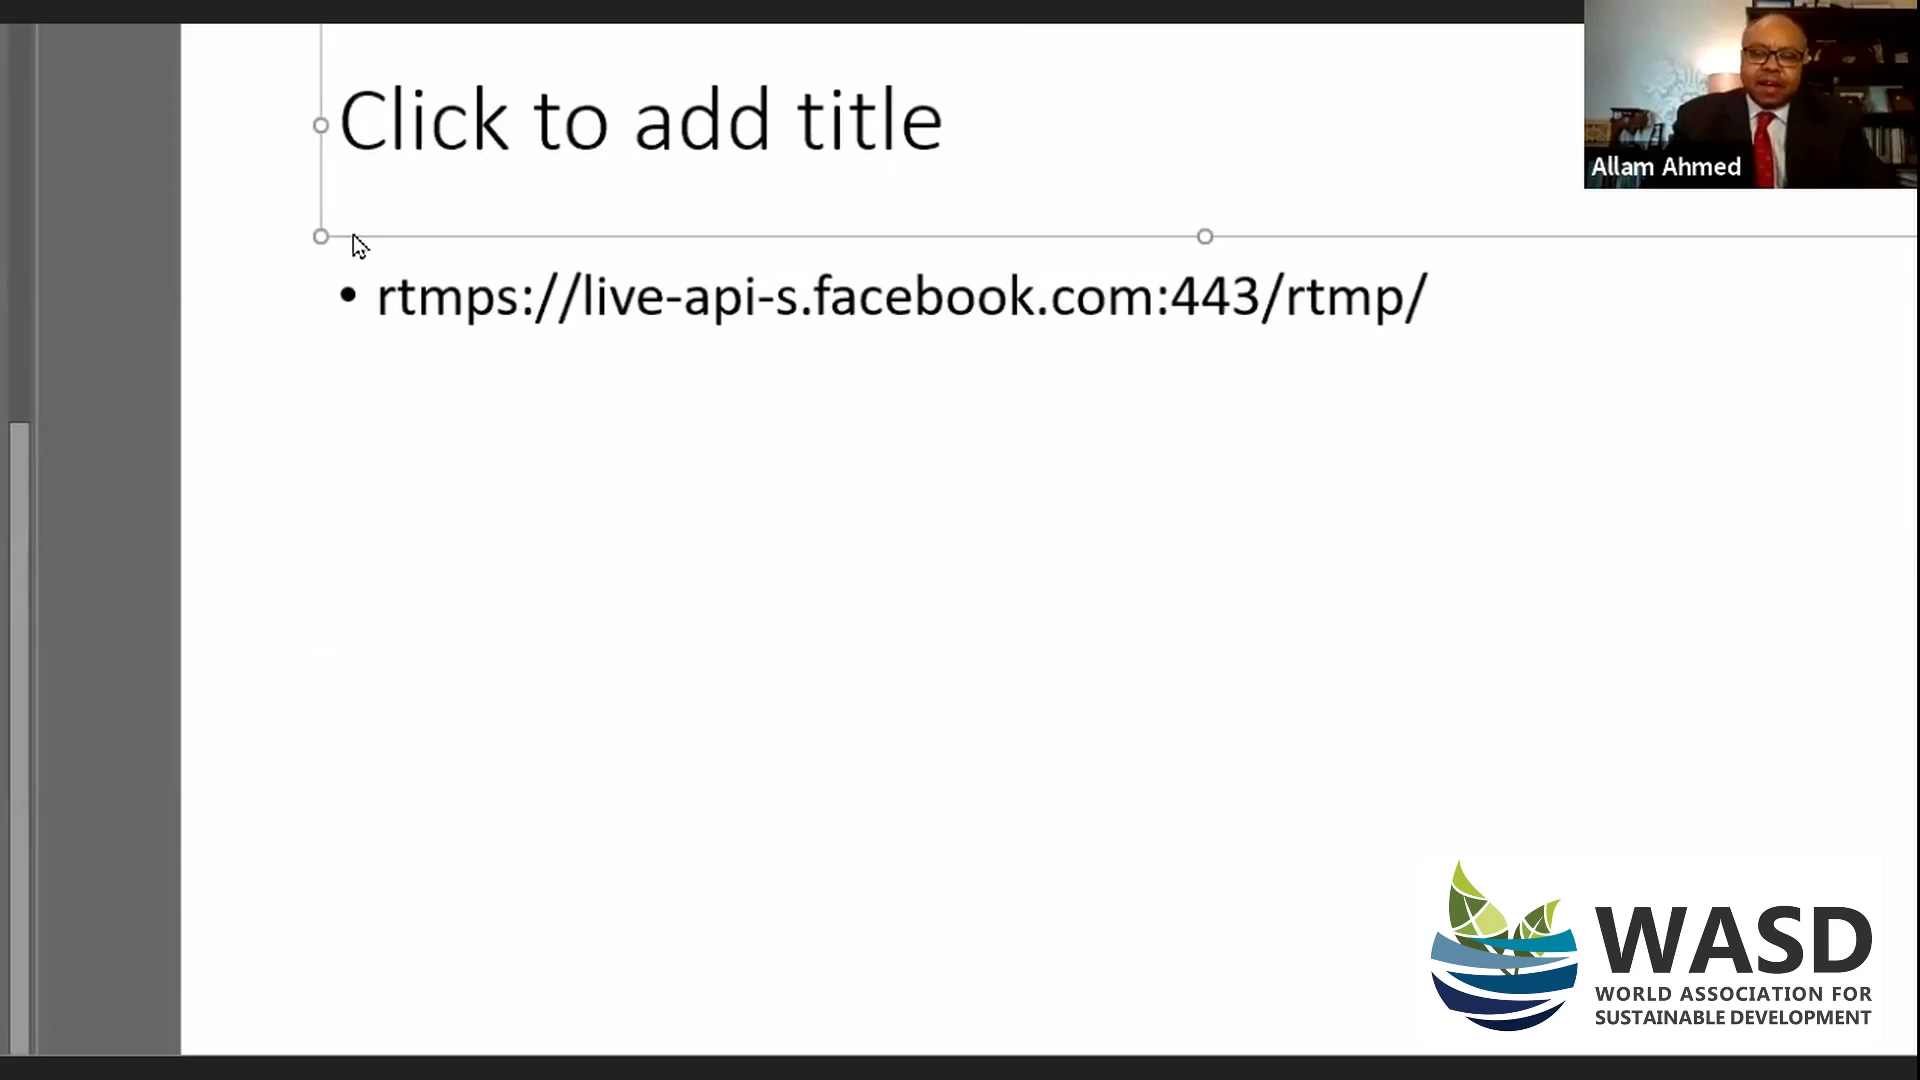 Click to add title
Allam Ahmed
• rtmps://live-api-s.facebook.com:443/rtmp/
WASD
WORLD ASSOCIATION FOR
SUSTAINABLE DEVELOPMENT